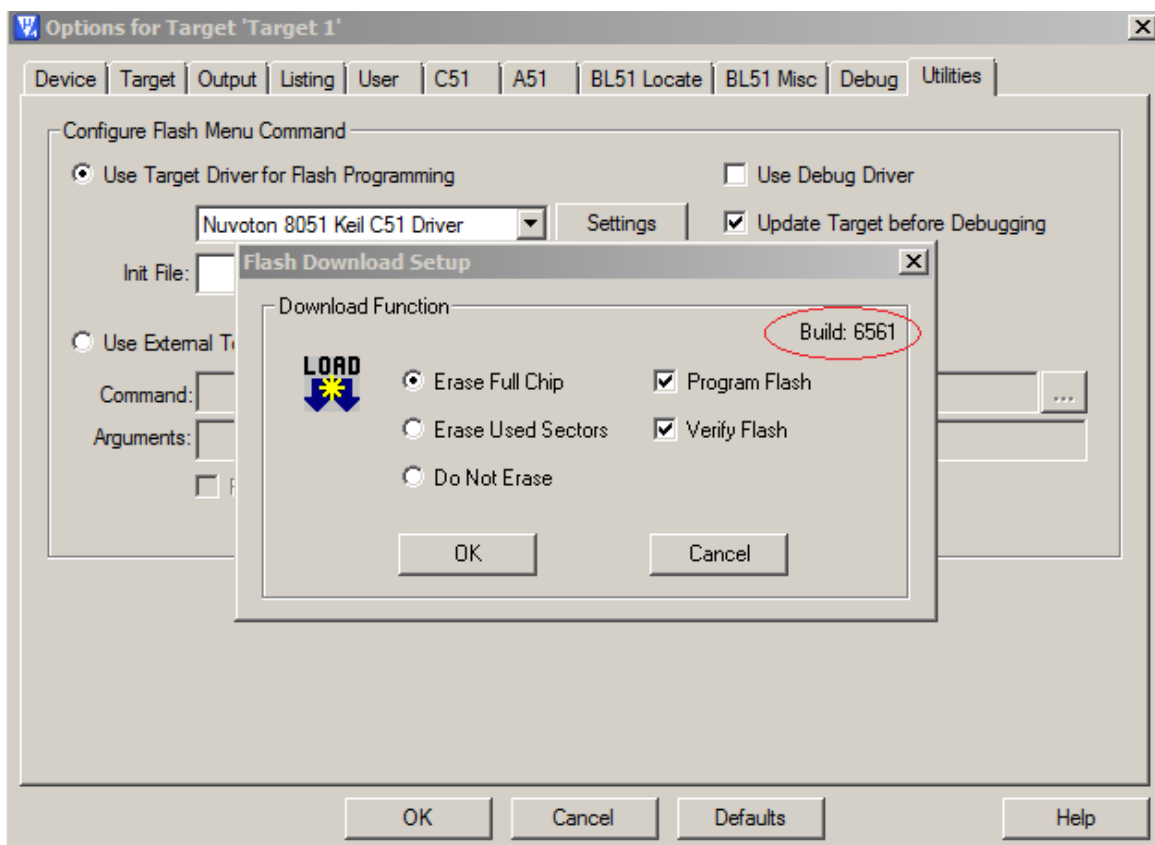 Options for Target 'Target 1'
Device Target Output Listing User C51 A51 BL51 Locate BL51 Misc Debug Utilities
Configure Flash Menu Command
Use Target Driver for Flash Programming Use Debug Driver
Nuvoton 8051 Keil C51 Driver Settings Update Target before Debugging
Init File:
Flash Download Setup
Download Function
Build: 6561
Use External
LOAD
Erase Full Chip Program Flash
Command: ...
Erase Used Sectors Verify Flash
Arguments:
Do Not Erase
OK Cancel
OK Cancel Defaults Help